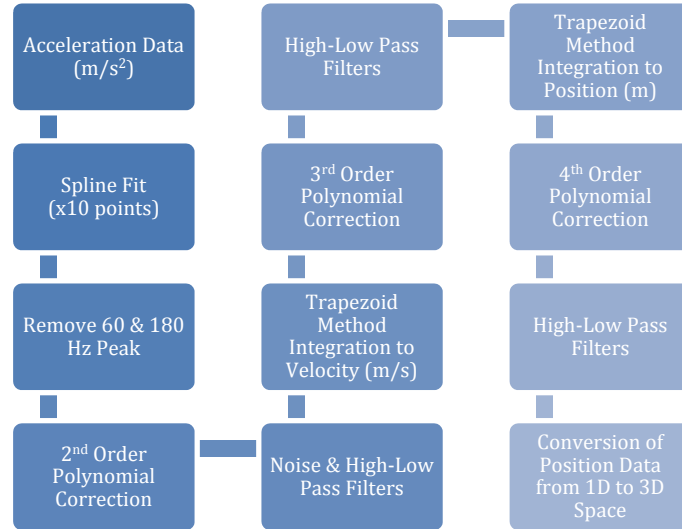 Acceleration Data
(m/s²)
Spline Fit
(x10 points)
Remove 60 & 180
Hz Peak
2nd Order
Polynomial
Correction
Noise & High-Low
Pass Filters
Trapezoid
Method
Integration to
Velocity (m/s)
3rd Order
Polynomial
Correction
High-Low Pass
Filters
Trapezoid
Method
Integration to
Position (m)
4th Order
Polynomial
Correction
High-Low Pass
Filters
Conversion of
Position Data
from 1D to 3D
Space